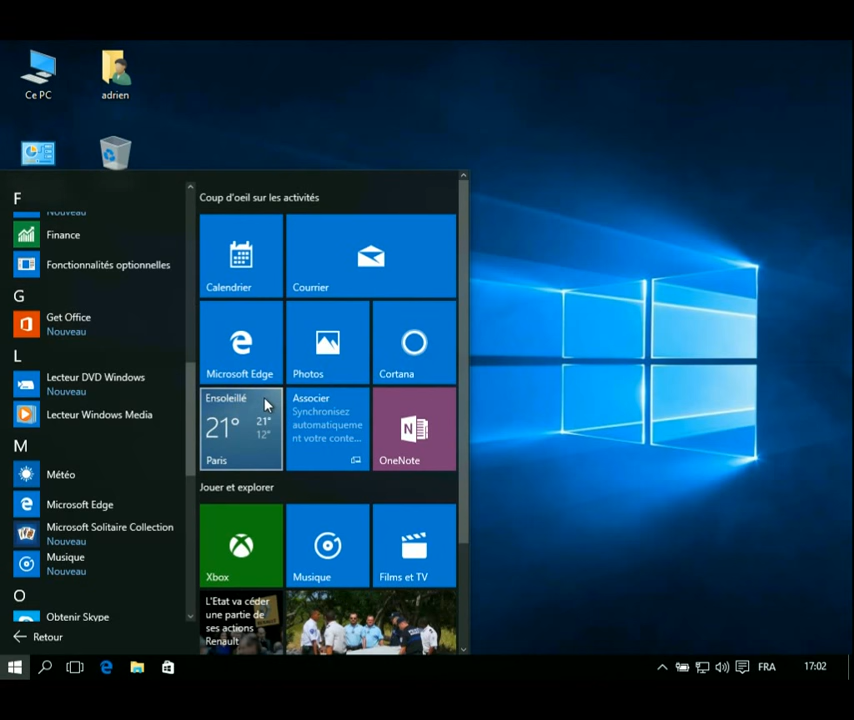 Ce PC
adrien
F
Nouveau
Finance
Fonctionnalités optionnelles
G
Get Office
Nouveau
L
Lecteur DVD Windows
Nouveau
Lecteur Windows Media
M
Météo
Microsoft Edge
Microsoft Solitaire Collection
Nouveau
Musique
Nouveau
O
Obtenir Skype
Retour
Coup d'oeil sur les activités
Calendrier
Courrier
Microsoft Edge
Photos
Cortana
Ensoleillé
21°
21°
12°
Paris
Associer
Synchronisez
automatiqueme
nt votre conte...
N
OneNote
Jouer et explorer
Xbox
Musique
Films et TV
L'Etat va céder
une partie de
ses actions
Renault
FRA
17:02